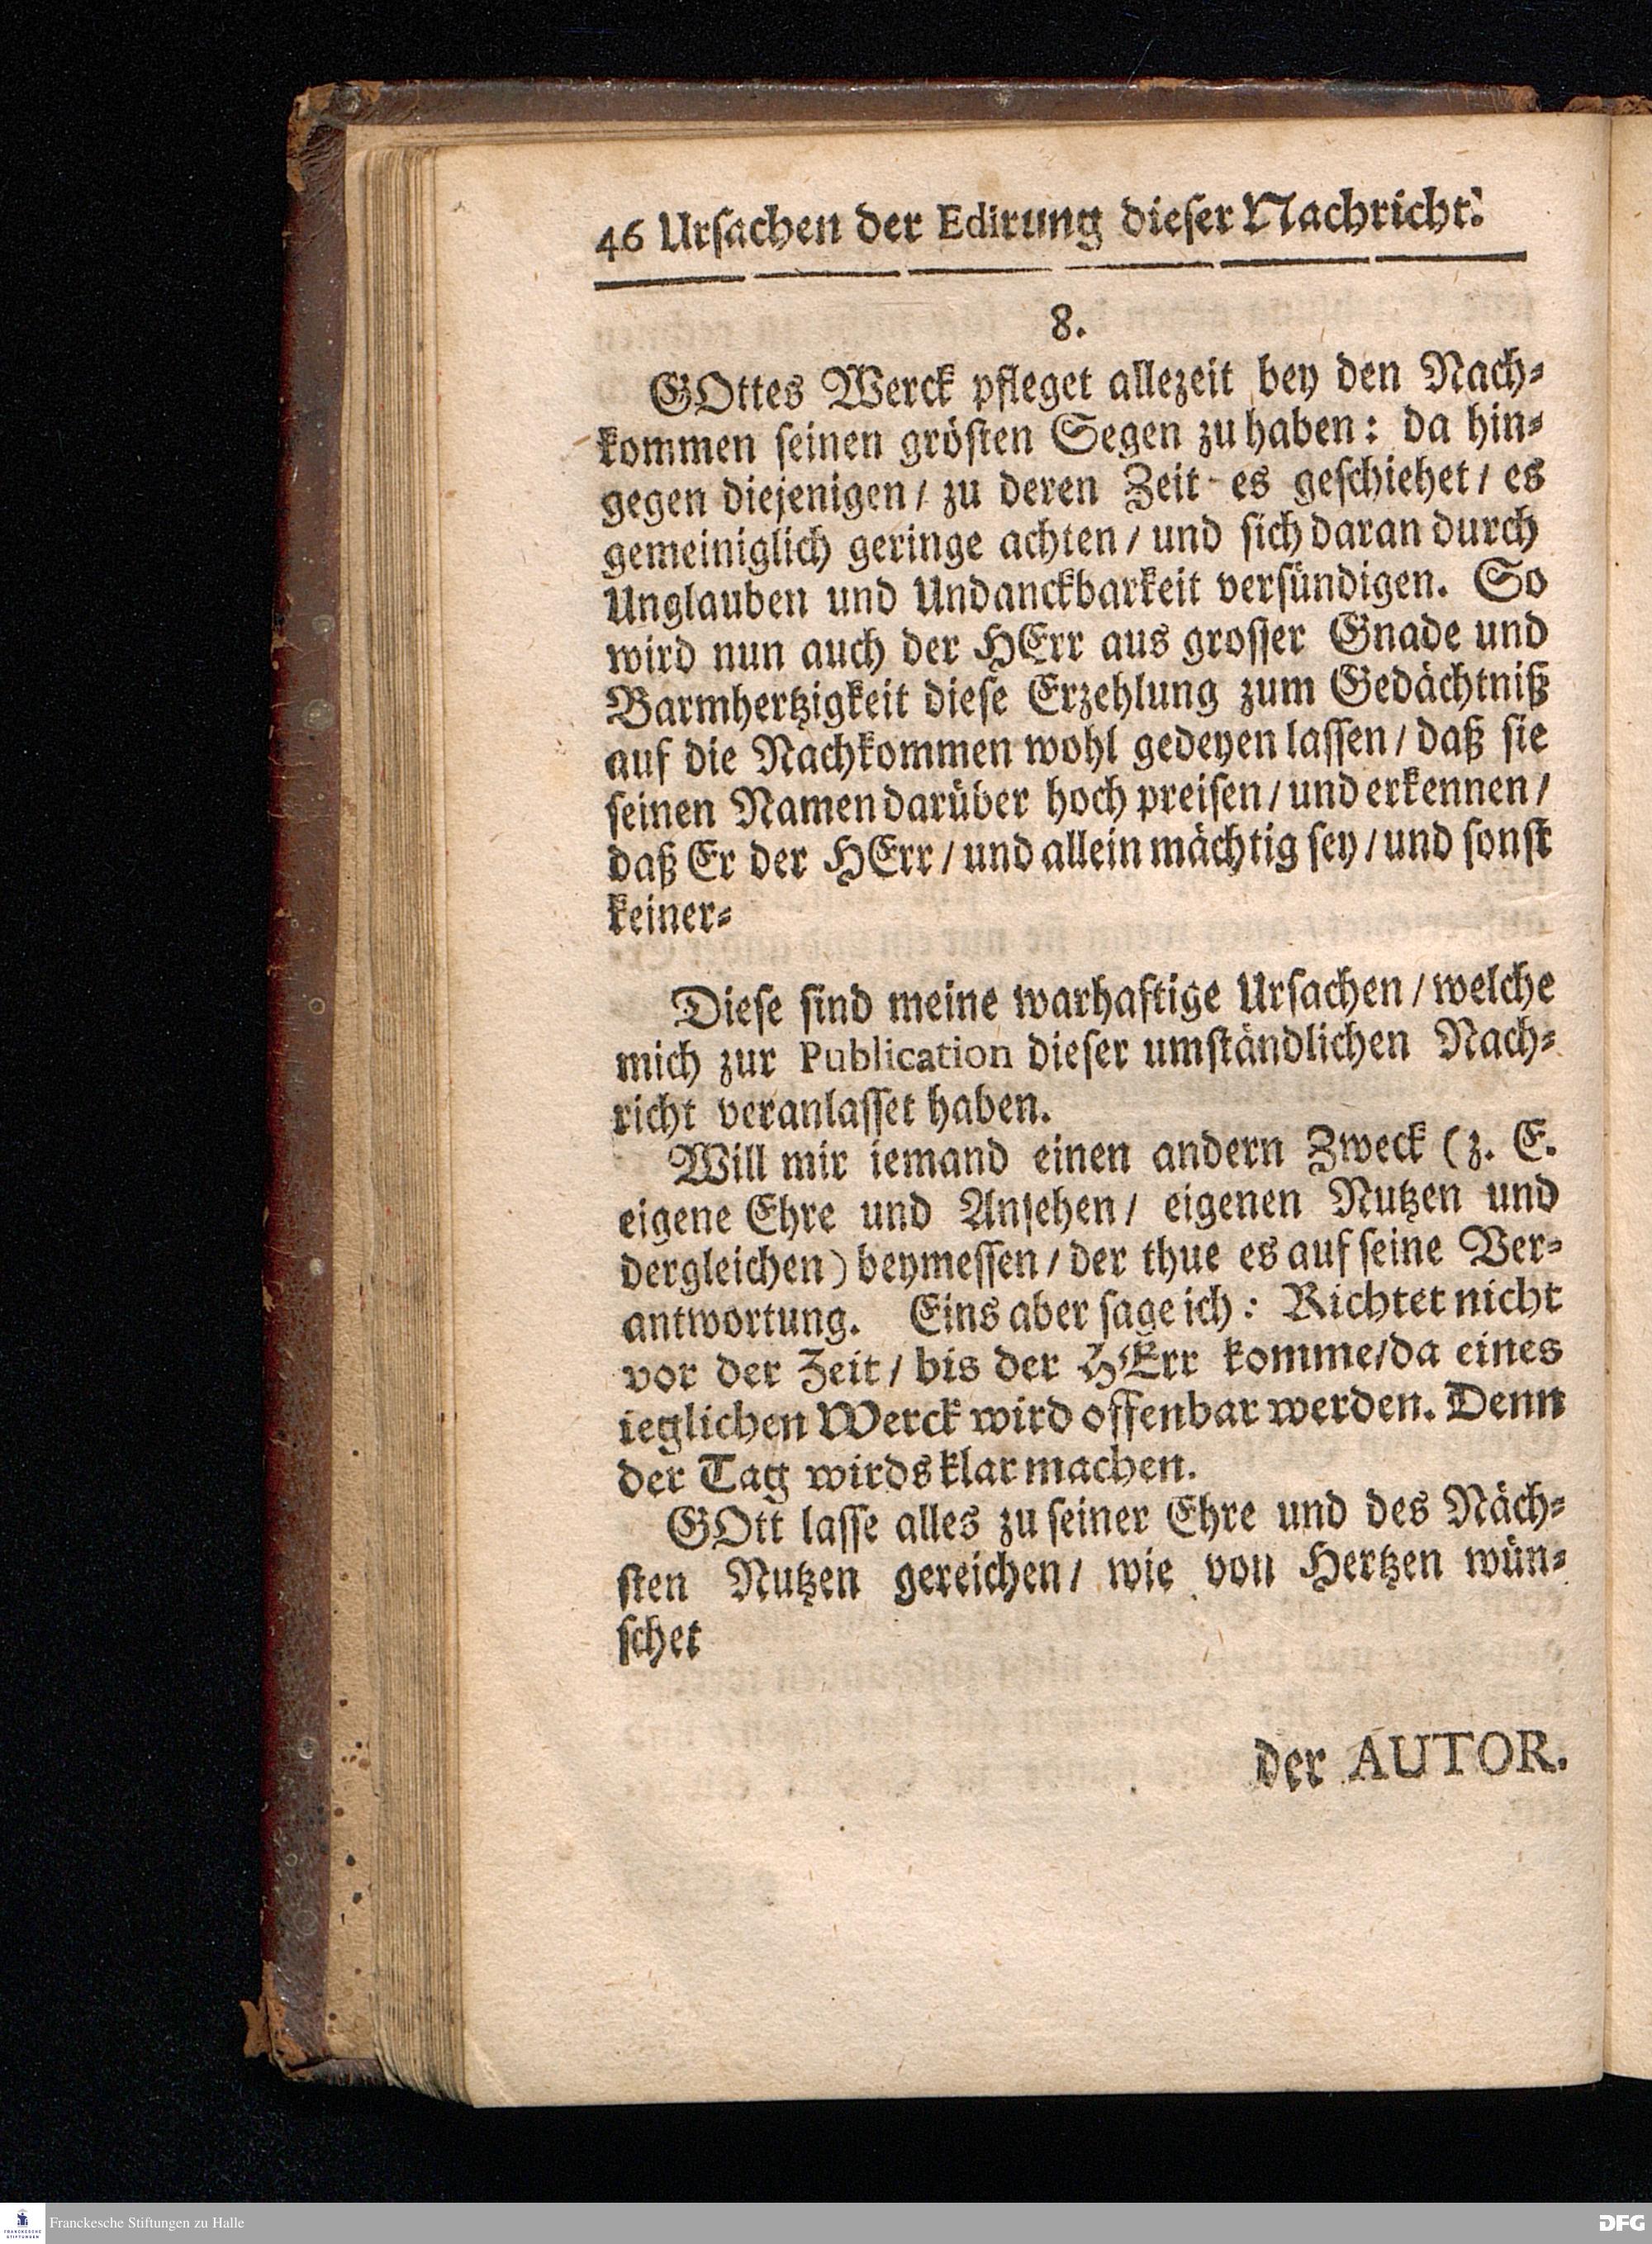 46 Ursachen der Edirung dieser Nachricht.
8.
GOttes Werck pfleget allezeit bey den Nach-
kommen seinen grösten Segen zu haben: da hin-
gegen diejenigen / zu deren Zeit es geschiehet / es
gemeiniglich geringe achten / und sich daran durch
Unglauben und Undanckbarkeit versündigen. So
wird nun auch der HErr aus grosser Gnade und
Barmhertzigkeit diese Erzehlung zum Gedächtniß
auf die Nachkommen wohl gedeyen lassen / daß sie
seinen Namen darüber hoch preisen / und erkennen /
daß Er der HErr / und allein mächtig sey / und sonst
keiner-
Diese sind meine warhaftige Ursachen / welche
mich zur Publication dieser umständlichen Nach-
richt veranlasset haben.
Will mir iemand einen andern Zweck (z. E.
eigene Ehre und Ansehen / eigenen Nutzen und
dergleichen) beymessen / der thue es auf seine Ver-
antwortung. Eins aber sage ich: Richtet nicht
vor der Zeit / bis der HErr komme/da eines
ieglichen Werck wird offenbar werden. Denn
der Tag wirds klar machen.
GOtt lasse alles zu seiner Ehre und des Näch-
sten Nutzen gereichen / wie von Hertzen wün-
schet
der AUTOR.
FRANCKESCHE
STIFTUNGEN
Franckesche Stiftungen zu Halle
DFG